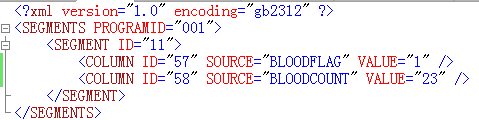 <?xml version="1.0" encoding="gb2312" ?>
<SEGMENTS PROGRAMID="001">
<SEGMENT ID="11">
<COLUMN ID="57" SOURCE="BLOODFLAG" VALUE="1" />
<COLUMN ID="58" SOURCE="BLOODCOUNT" VALUE="23" />
</SEGMENT>
</SEGMENTS>